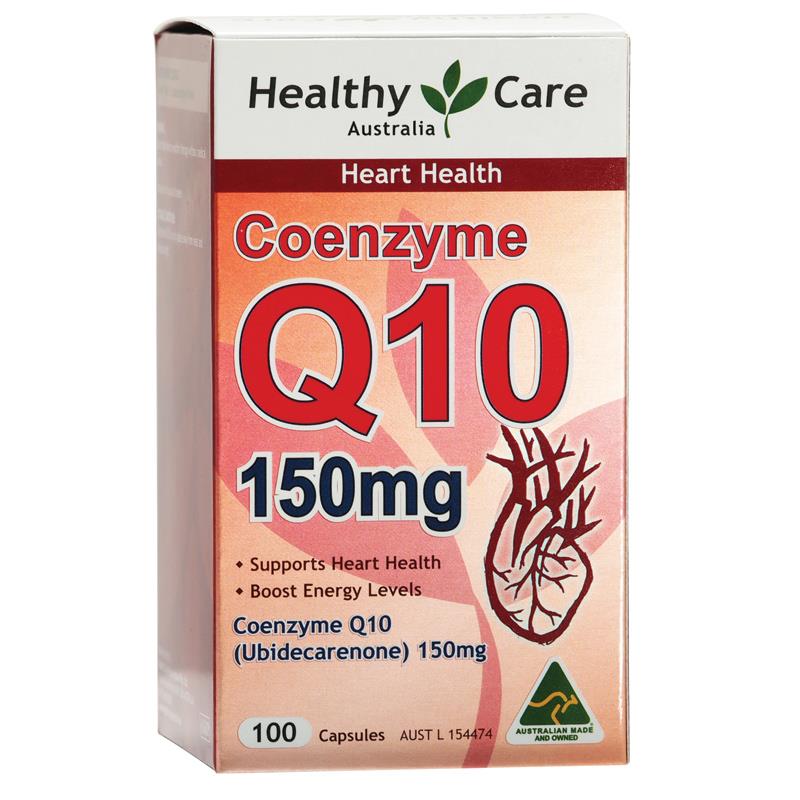 Healthy Care
Australia
Heart Health
Coenzyme
Q10
150mg
• Supports Heart Health
• Boost Energy Levels
Coenzyme Q10
(Ubidecarenone) 150mg
100 Capsules AUST L 154474
AUSTRALIAN MADE
AND OWNED